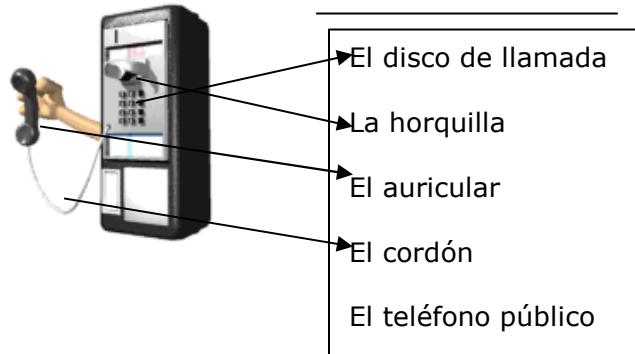 El disco de llamada
La horquilla
El auricular
El cordón
El teléfono público